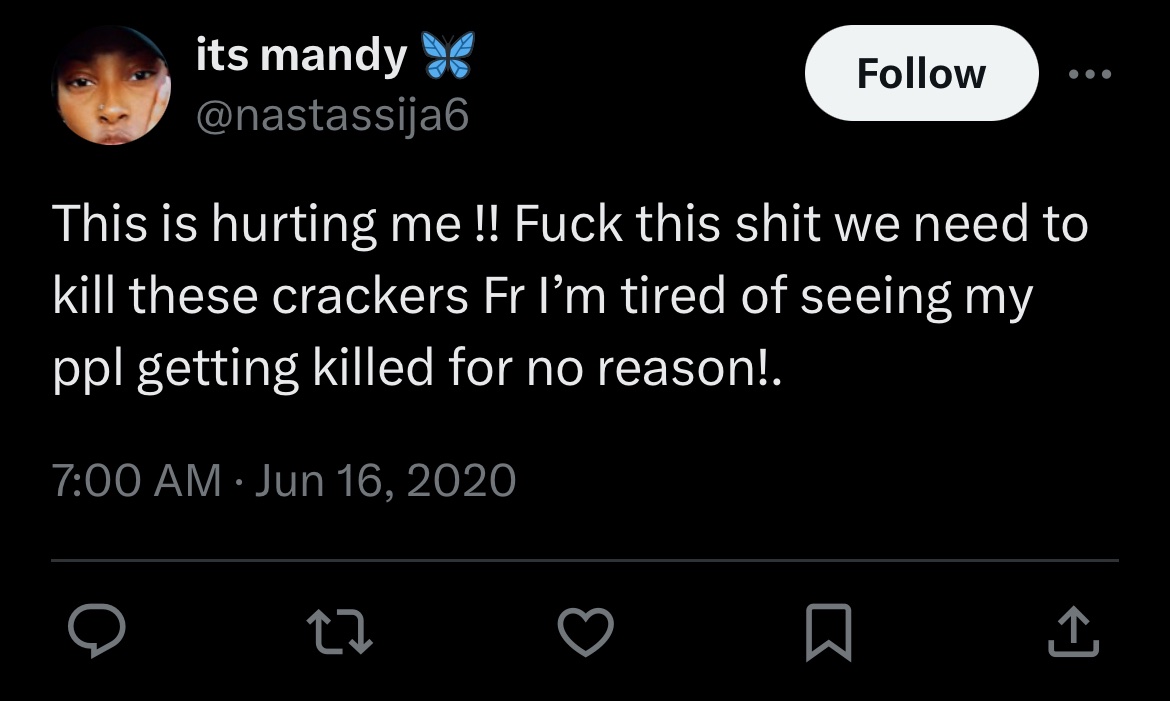 its mandy 🦋
@nastassija6
Follow
This is hurting me !! Fuck this shit we need to
kill these crackers Fr I’m tired of seeing my
ppl getting killed for no reason!.
7:00 AM · Jun 16, 2020